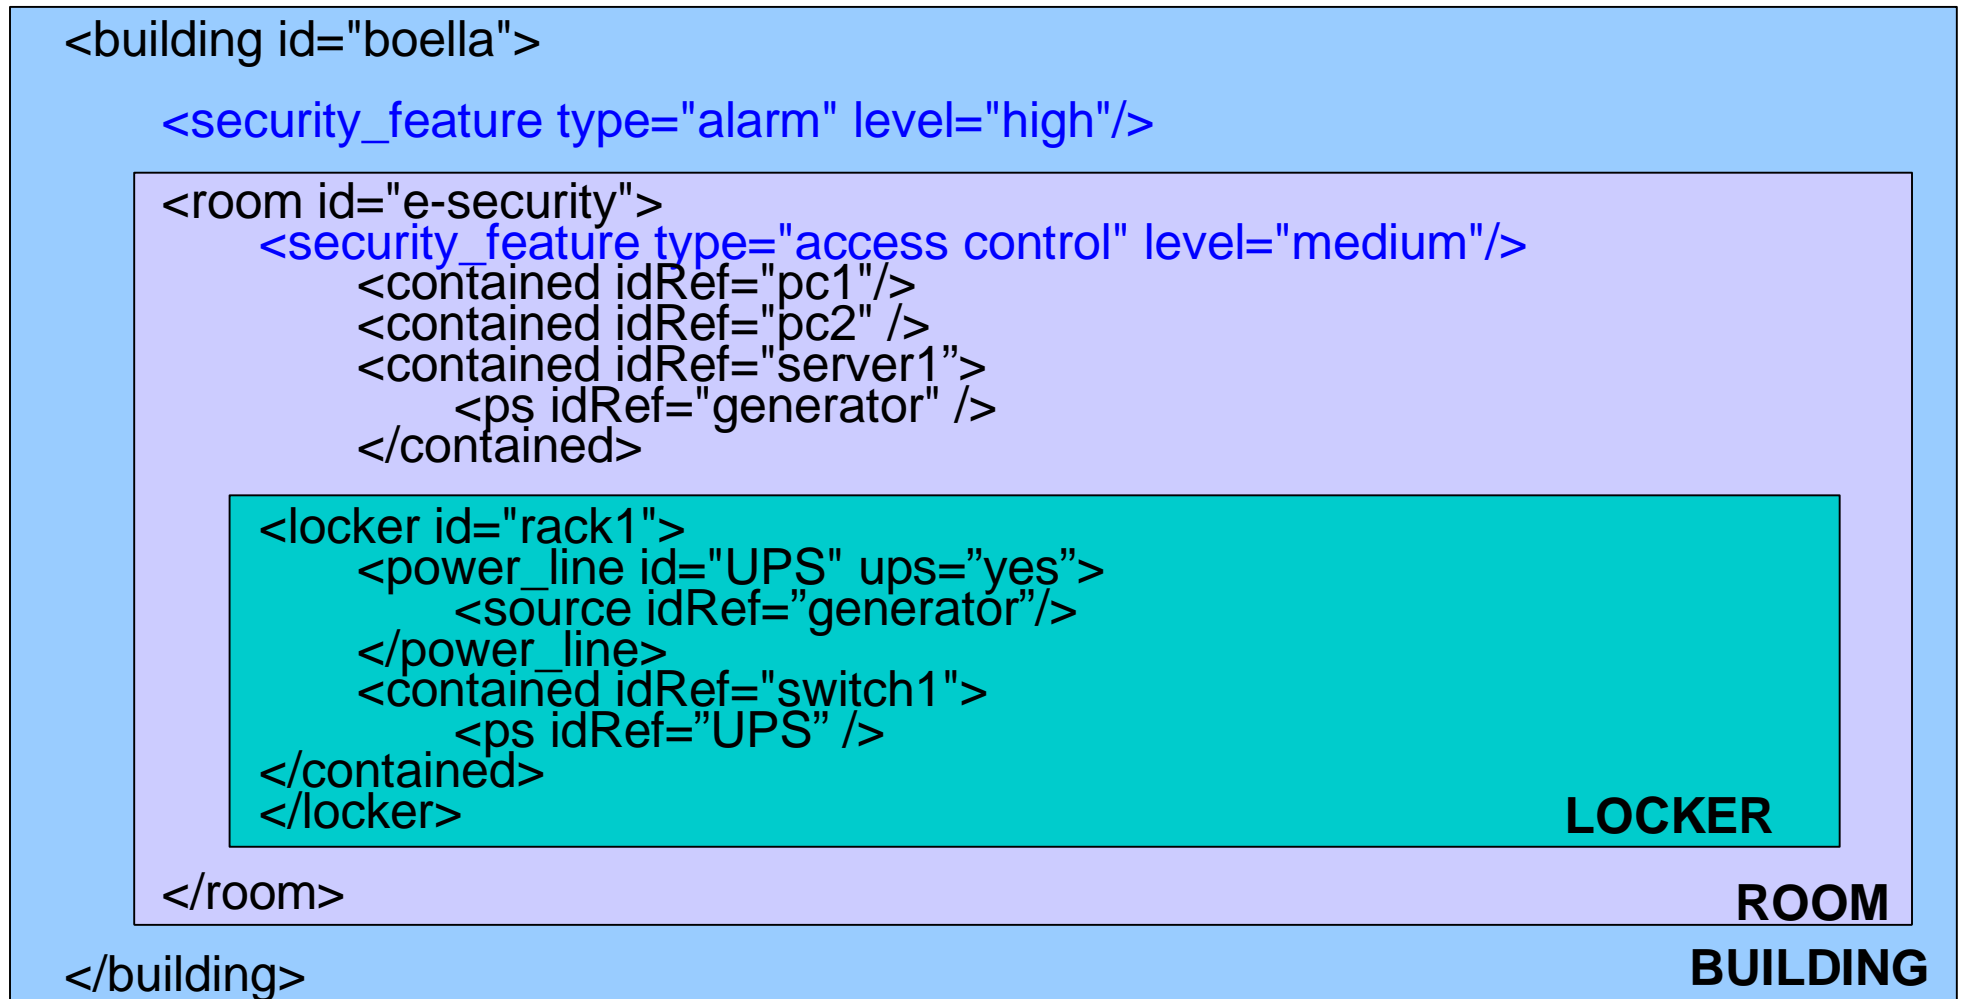 <building id="boella">
<security_feature type="alarm" level="high"/>
<room id="e-security">
<security_feature type="access control" level="medium"/>
<contained idRef="pc1"/>
<contained idRef="pc2" />
<contained idRef="server1”>
<ps idRef="generator" />
</contained>
<locker id="rack1">
<power_line id="UPS" ups=”yes”>
<source idRef=”generator”/>
</power_line>
<contained idRef="switch1">
<ps idRef=”UPS” />
</contained>
</locker>
LOCKER
</room>
ROOM
</building>
BUILDING